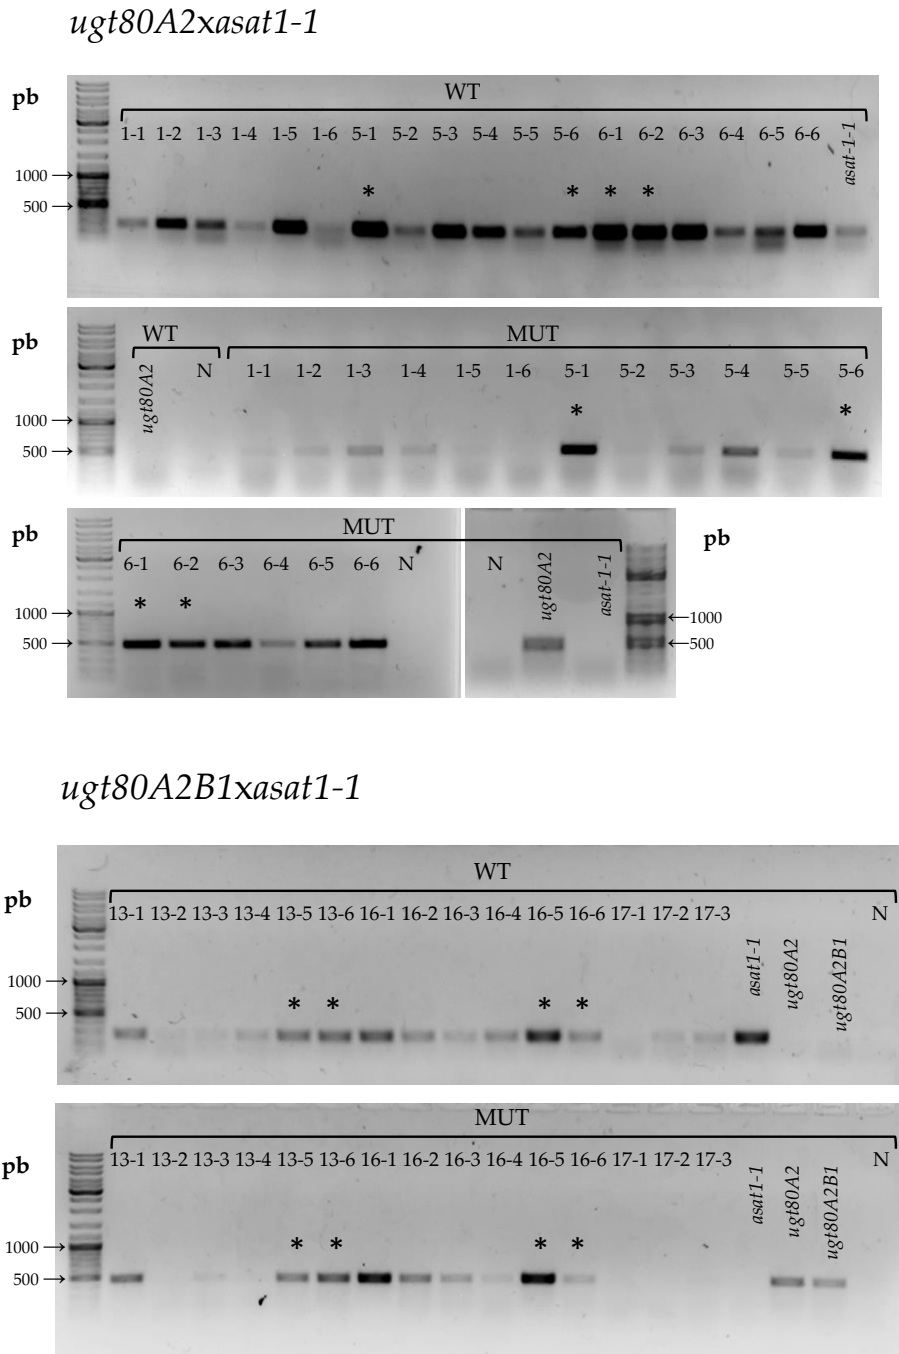 ugt80A2xasat1-1
pb
WT
1-1 1-2 1-3 1-4 1-5 1-6 5-1 5-2 5-3 5-4 5-5 5-6 6-1 6-2 6-3 6-4 6-5 6-6 asat-1-1
* * * *
1000
500
pb
WT MUT
ugt80A2 N 1-1 1-2 1-3 1-4 1-5 1-6 5-1 5-2 5-3 5-4 5-5 5-6
* *
1000
500
pb
MUT
pb
6-1 6-2 6-3 6-4 6-5 6-6 N N ugt80A2 asat-1-1
* *
1000 1000
500 500
ugt80A2B1xasat1-1
WT
pb
13-1 13-2 13-3 13-4 13-5 13-6 16-1 16-2 16-3 16-4 16-5 16-6 17-1 17-2 17-3 asat1-1 ugt80A2 ugt80A2B1 N
1000
* * * *
500
MUT
pb
13-1 13-2 13-3 13-4 13-5 13-6 16-1 16-2 16-3 16-4 16-5 16-6 17-1 17-2 17-3 asat1-1 ugt80A2 ugt80A2B1 N
* * * *
1000
500